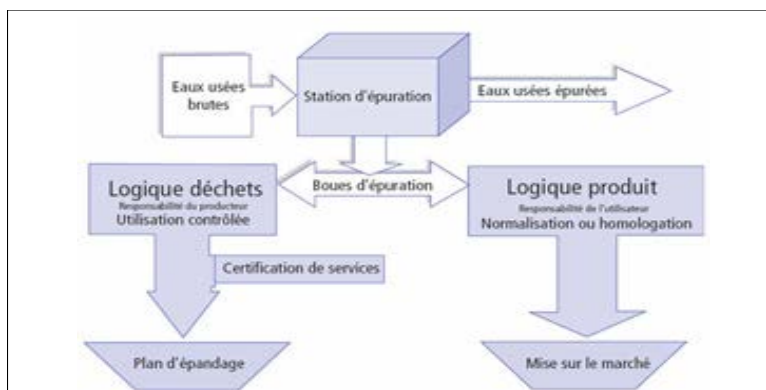 Eaux usées
brutes
Station d'épuration
Eaux usées épurées
Boues d'épuration
Logique déchets
Responsabilité du producteur
Utilisation contrôlée
Logique produit
Responsabilité de l'utilisateur
Normalisation ou homologation
Certification de services
Plan d'épandage
Mise sur le marché